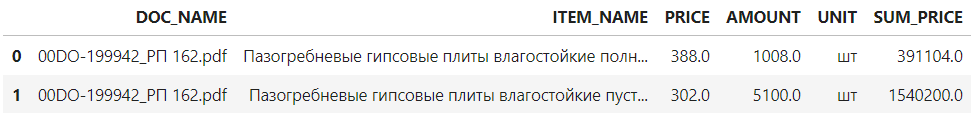 DOC_NAME ITEM_NAME PRICE AMOUNT UNIT SUM_PRICE
0 00DO-199942_РП 162.pdf Пазогребневые гипсовые плиты влагостойкие полн... 388.0 1008.0 шт 391104.0
1 00DO-199942_РП 162.pdf Пазогребневые гипсовые плиты влагостойкие пуст... 302.0 5100.0 шт 1540200.0